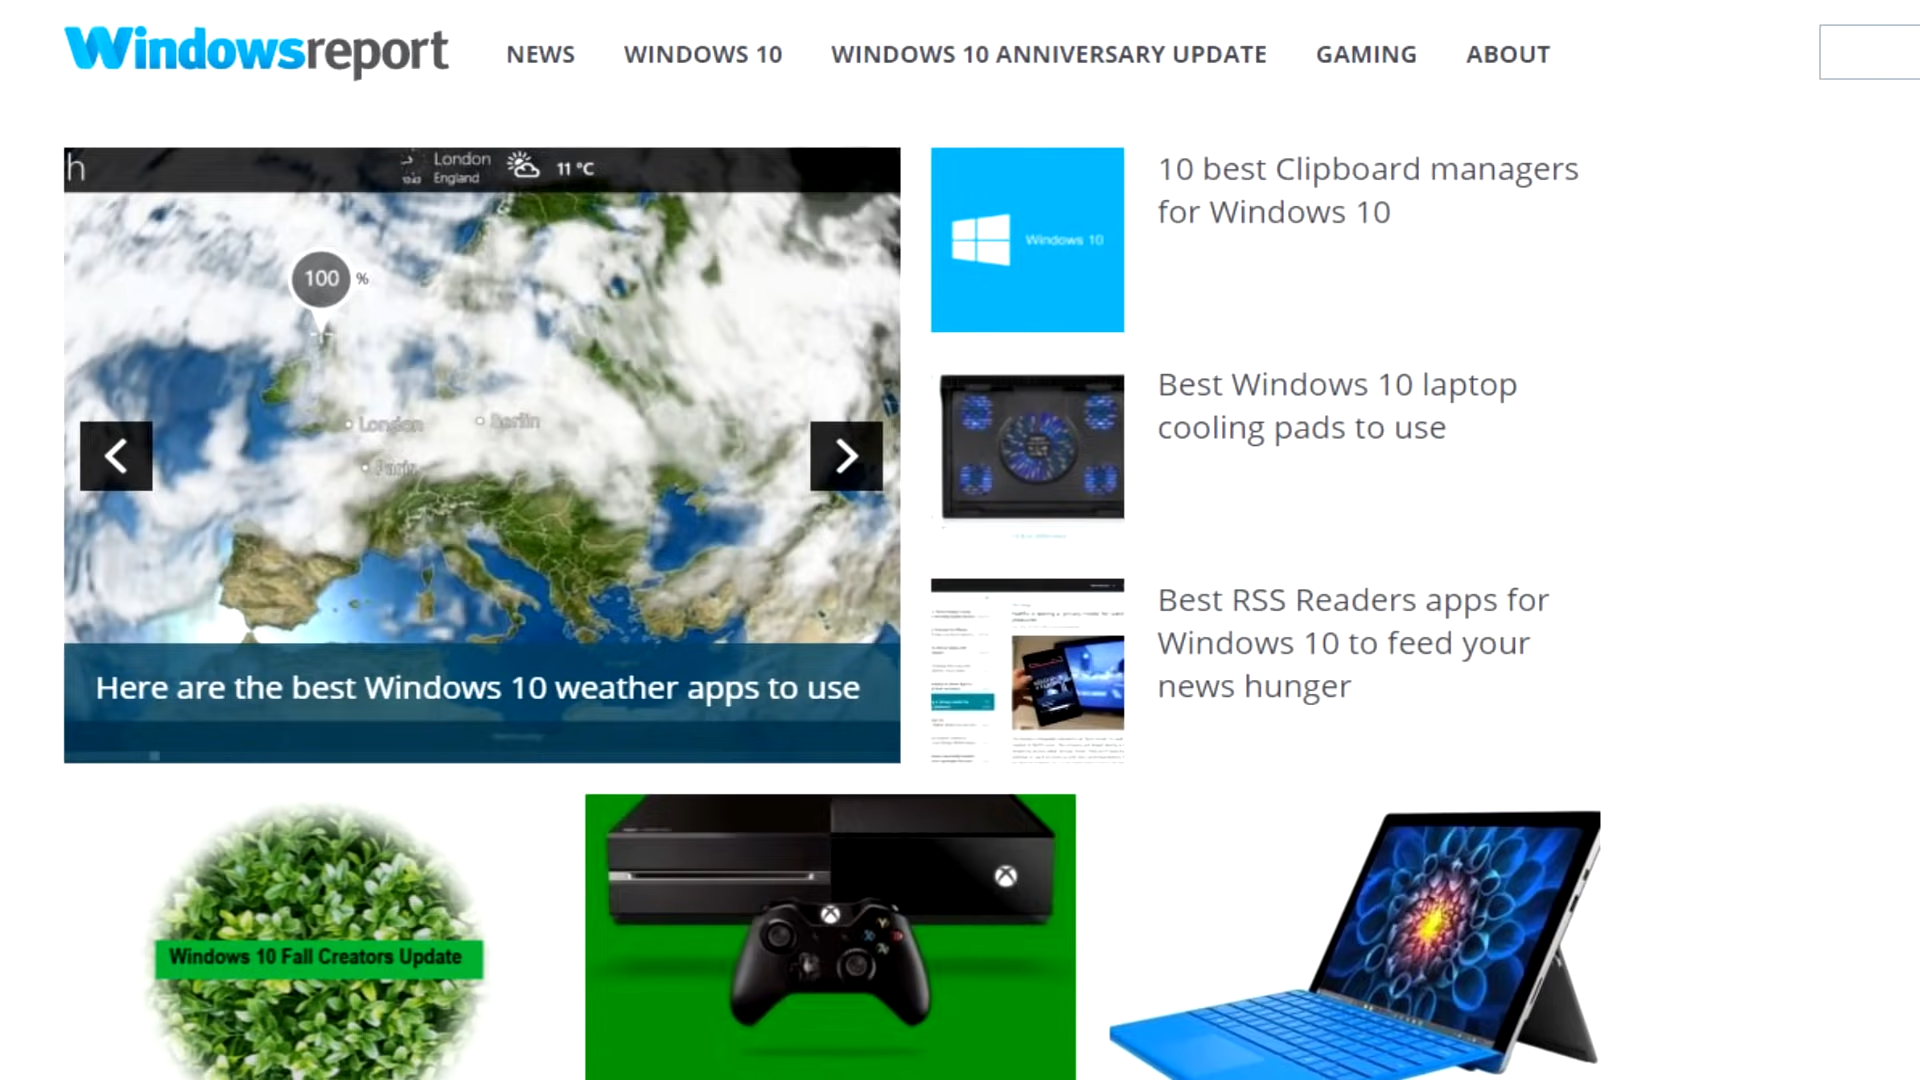 Windowsreport
NEWS
WINDOWS 10
WINDOWS 10 ANNIVERSARY UPDATE
GAMING
ABOUT
h
London
England
11 °C
100 %
London
Berlin
Paris
Here are the best Windows 10 weather apps to use
Windows 10
10 best Clipboard managers
for Windows 10
Best Windows 10 laptop
cooling pads to use
Best RSS Readers apps for
Windows 10 to feed your
news hunger
Windows 10 Fall Creators Update